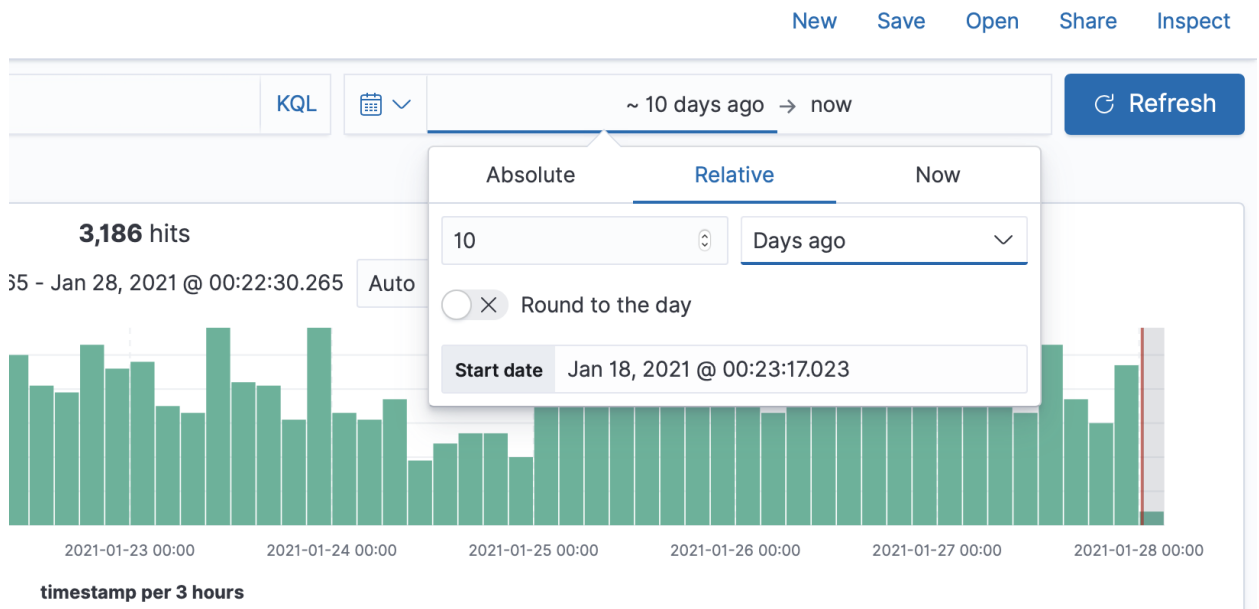 New Save Open Share Inspect
KQL
~ 10 days ago → now
Refresh
Absolute Relative Now
10 Days ago
Round to the day
Start date Jan 18, 2021 @ 00:23:17.023
3,186 hits
65 - Jan 28, 2021 @ 00:22:30.265 Auto
2021-01-23 00:00 2021-01-24 00:00 2021-01-25 00:00 2021-01-26 00:00 2021-01-27 00:00 2021-01-28 00:00
timestamp per 3 hours